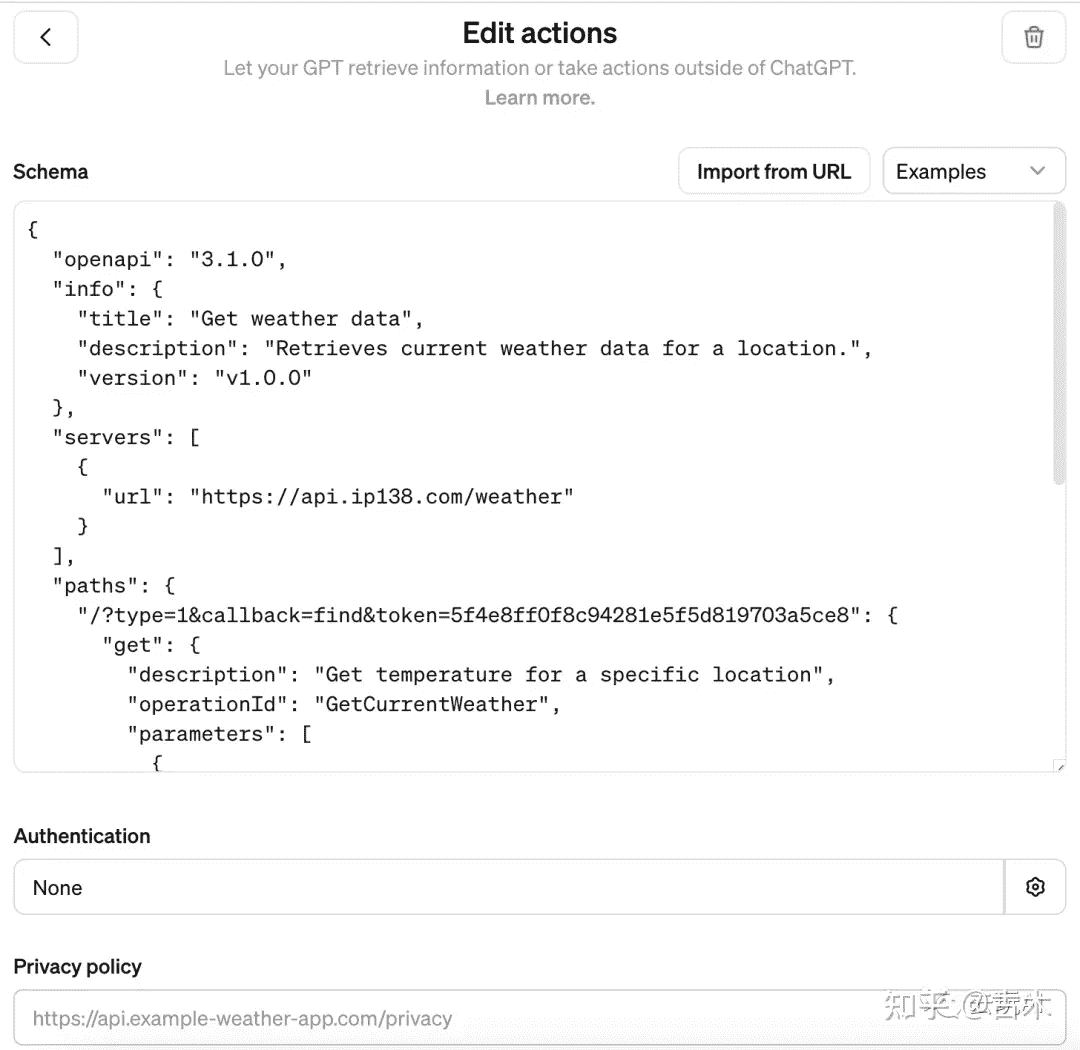 Edit actions
Let your GPT retrieve information or take actions outside of ChatGPT.
Learn more.
Schema
Import from URL
Examples
{
"openapi": "3.1.0",
"info": {
"title": "Get weather data",
"description": "Retrieves current weather data for a location.",
"version": "v1.0.0"
},
"servers": [
{
"url": "https://api.ip138.com/weather"
}
],
"paths": {
"/?type=1&callback=find&token=5f4e8ff0f8c94281e5f5d819703a5ce8": {
"get": {
"description": "Get temperature for a specific location",
"operationId": "GetCurrentWeather",
"parameters": [
{
Authentication
None
Privacy policy
https://api.example-weather-app.com/privacy
知乎